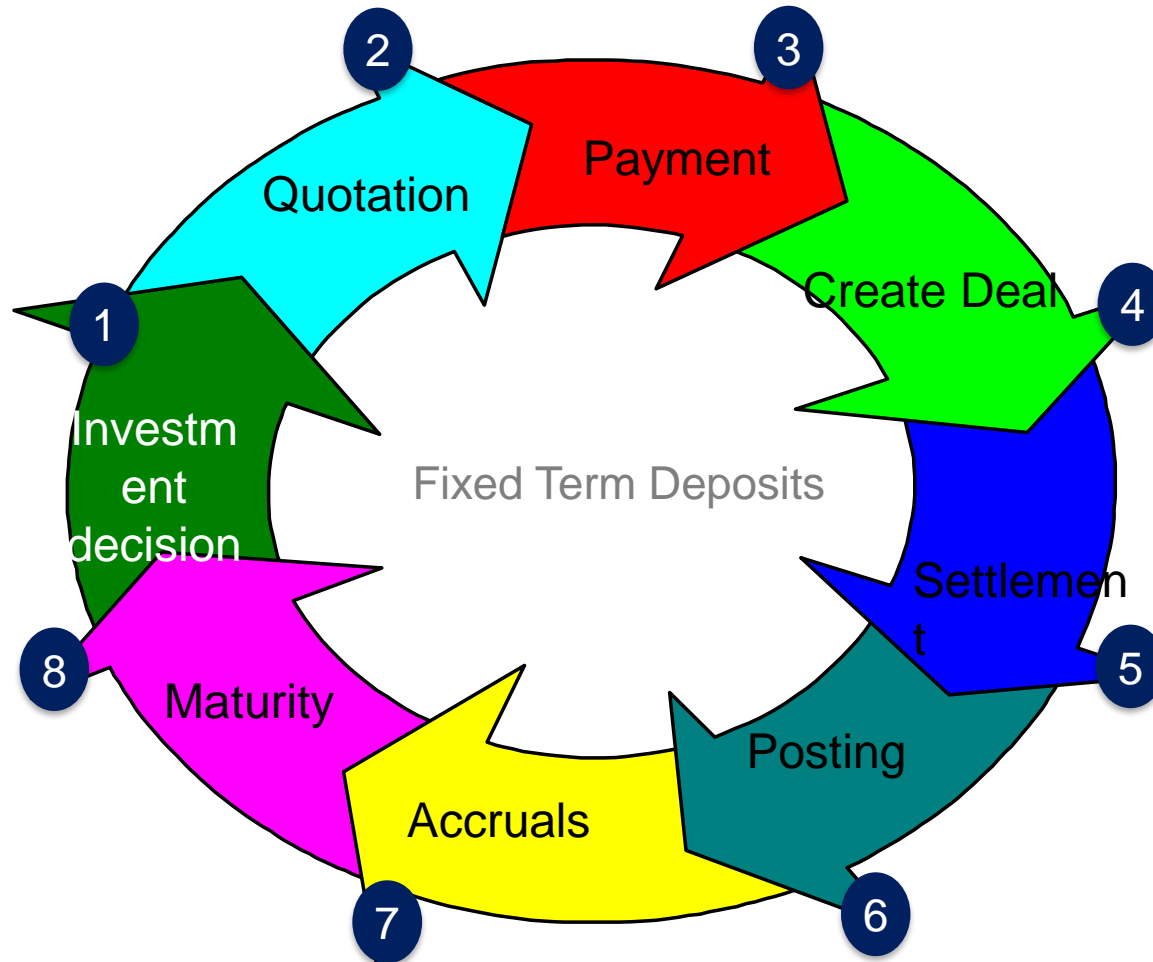 1
Investm
ent
decision
2
Quotation
3
Payment
4
Create Deal
5
Settlemen
t
6
Posting
7
Accruals
8
Maturity
Fixed Term Deposits